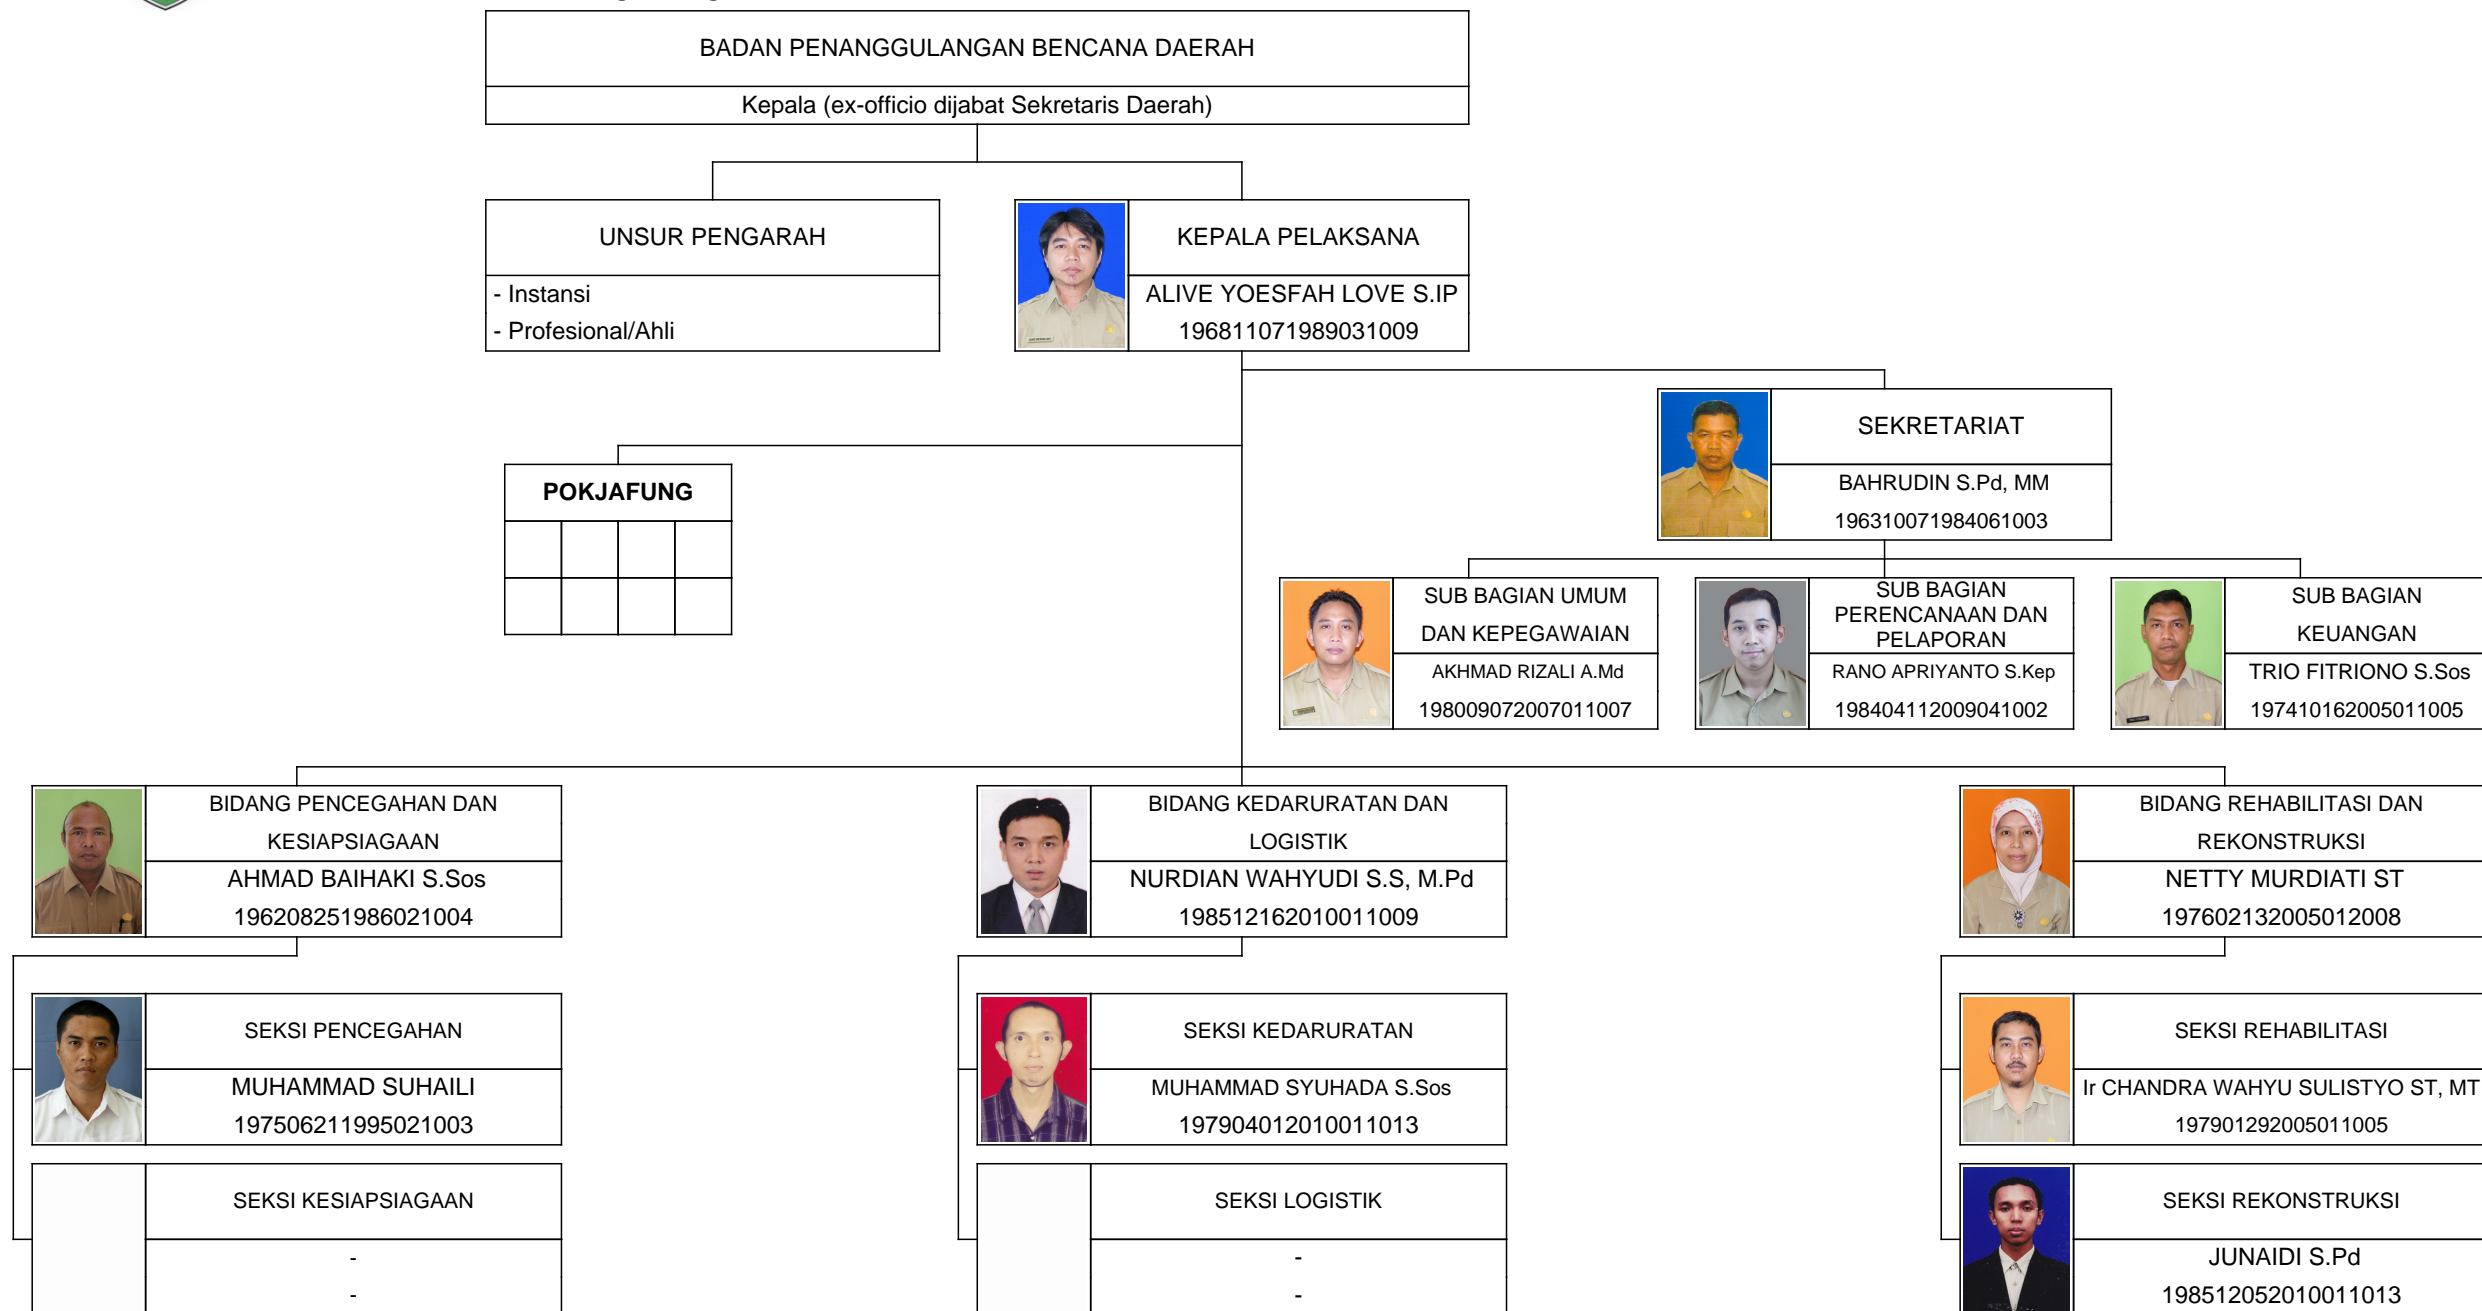 BADAN PENANGGULANGAN BENCANA DAERAH
Kepala (ex-officio dijabat Sekretaris Daerah)
UNSUR PENGARAH
- Instansi
- Profesional/Ahli
KEPALA PELAKSANA
ALIVE YOESFAH LOVE S.IP
196811071989031009
SEKRETARIAT
BAHRUDIN S.Pd, MM
196310071984061003
POKJAFUNG
SUB BAGIAN UMUM
DAN KEPEGAWAIAN
AKHMAD RIZALI A.Md
198009072007011007
SUB BAGIAN
PERENCANAAN DAN
PELAPORAN
RANO APRIYANTO S.Kep
198404112009041002
SUB BAGIAN
KEUANGAN
TRIO FITRIONO S.Sos
197410162005011005
BIDANG PENCEGAHAN DAN
KESIAPSIAGAAN
AHMAD BAIHAKI S.Sos
196208251986021004
BIDANG KEDARURATAN DAN
LOGISTIK
NURDIAN WAHYUDI S.S, M.Pd
198512162010011009
BIDANG REHABILITASI DAN
REKONSTRUKSI
NETTY MURDIATI ST
197602132005012008
SEKSI PENCEGAHAN
MUHAMMAD SUHAILI
197506211995021003
SEKSI KEDARURATAN
MUHAMMAD SYUHADA S.Sos
197904012010011013
SEKSI REHABILITASI
Ir CHANDRA WAHYU SULISTYO ST, MT
197901292005011005
SEKSI KESIAPSIAGAAN
-
-
SEKSI LOGISTIK
-
-
SEKSI REKONSTRUKSI
JUNAIDI S.Pd
198512052010011013